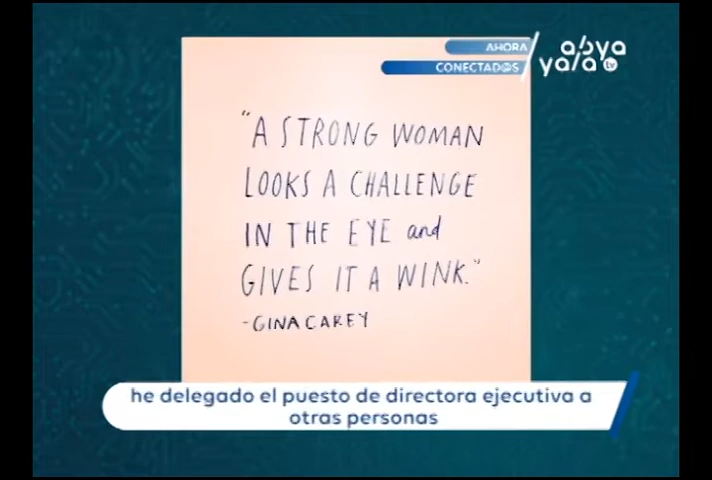 AHORA
CONECTAD@S
abya
yala tv
"A STRONG WOMAN
LOOKS A CHALLENGE
IN THE EYE and
GIVES IT A WINK."
-GINA CAREY
he delegado el puesto de directora ejecutiva a
otras personas